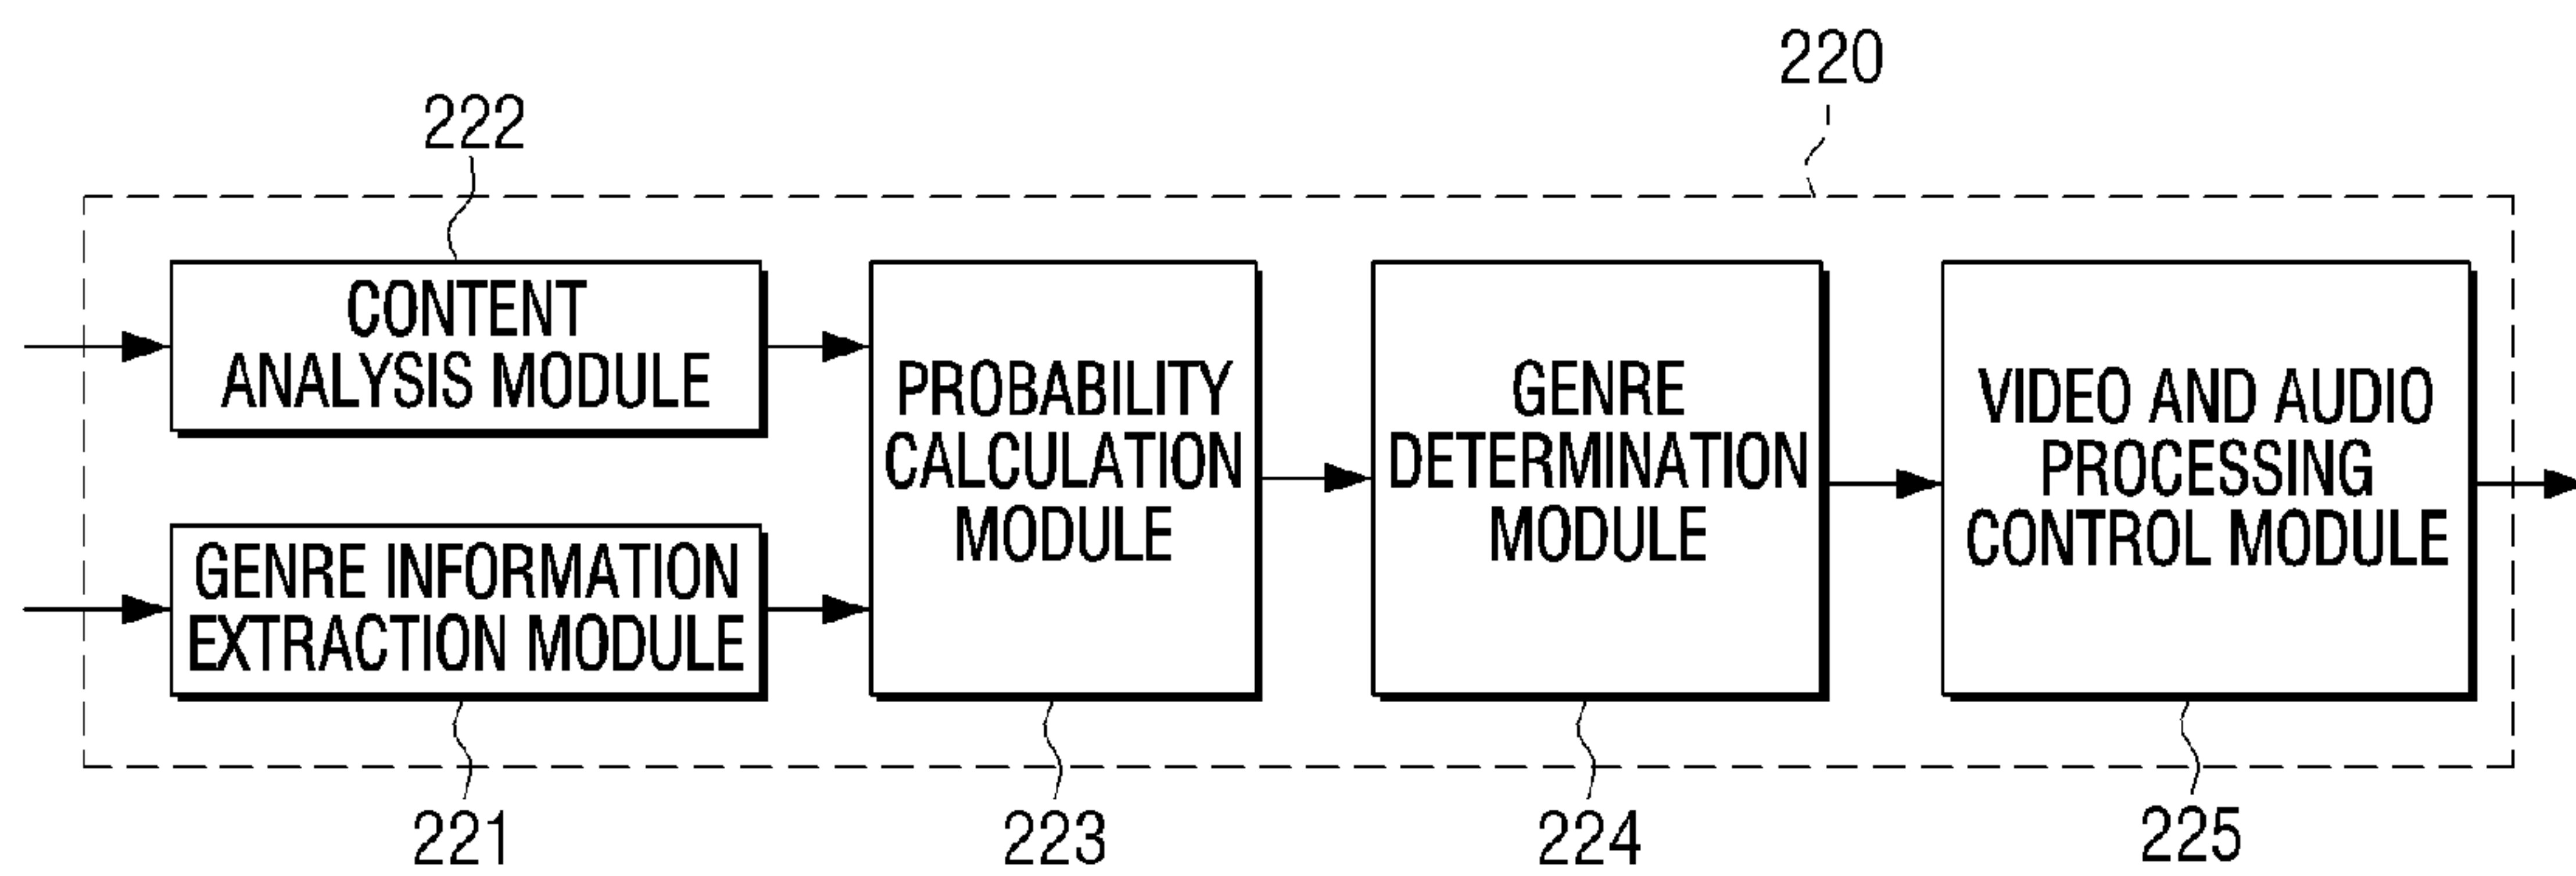 220
222
CONTENT
ANALYSIS MODULE
GENRE INFORMATION
EXTRACTION MODULE
PROBABILITY
CALCULATION
MODULE
GENRE
DETERMINATION
MODULE
VIDEO AND AUDIO
PROCESSING
CONTROL MODULE
221
223
224
225